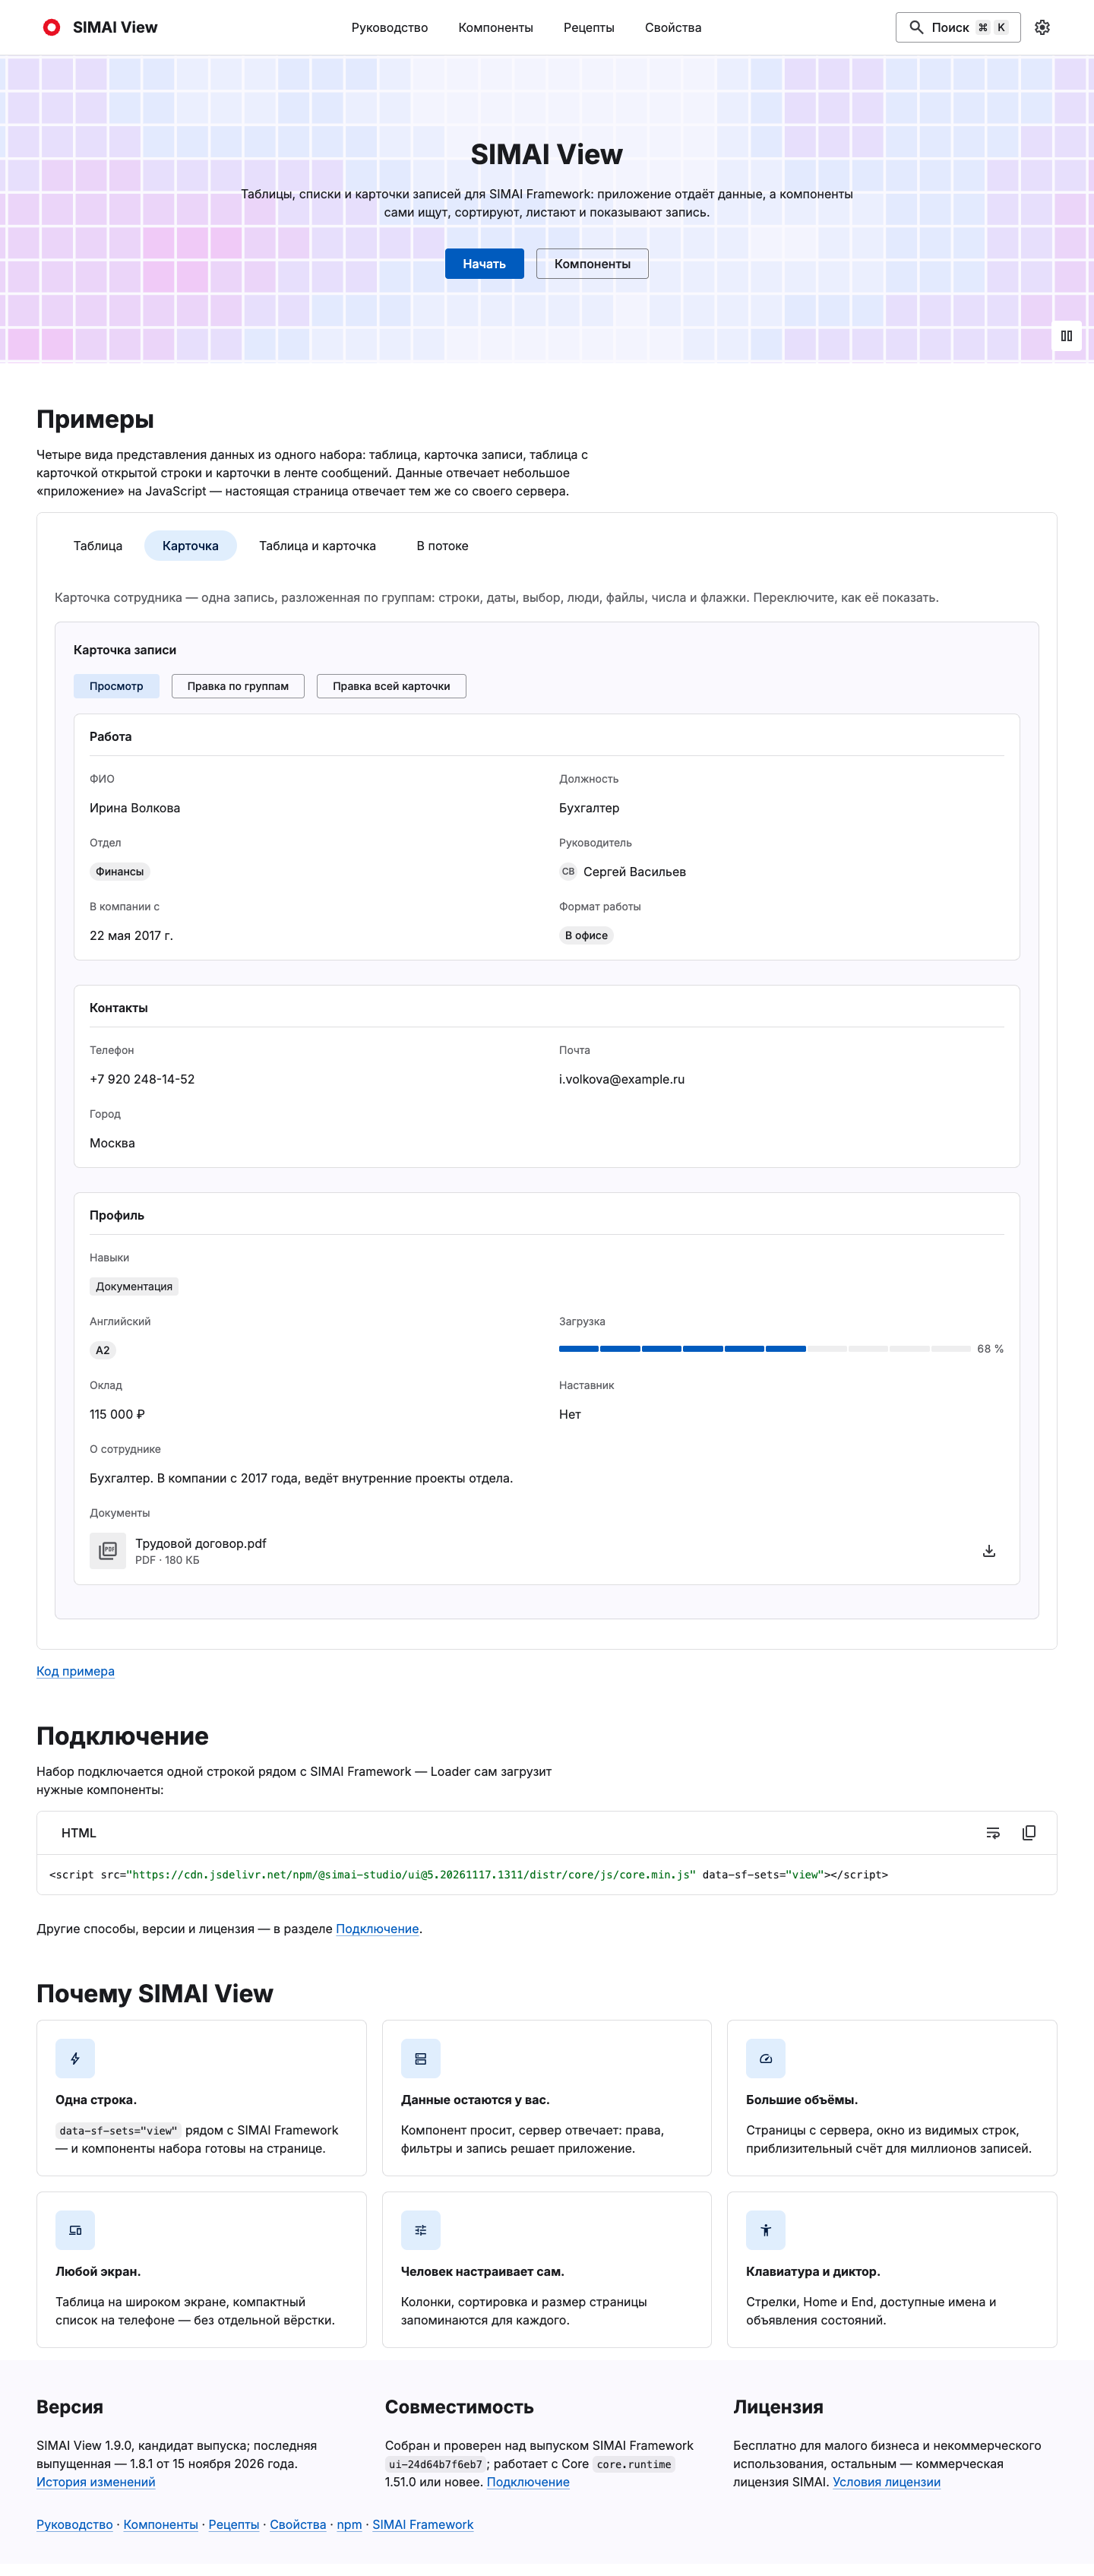 SIMAI View
Руководство
Компоненты
Рецепты
Свойства
Поиск ⌘ K
SIMAI View
Таблицы, списки и карточки записей для SIMAI Framework: приложение отдаёт данные, а компоненты
сами ищут, сортируют, листают и показывают запись.
Начать
Компоненты
Примеры
Четыре вида представления данных из одного набора: таблица, карточка записи, таблица с
карточкой открытой строки и карточки в ленте сообщений. Данные отвечает небольшое
«приложение» на JavaScript — настоящая страница отвечает тем же со своего сервера.
Таблица
Карточка
Таблица и карточка
В потоке
Карточка сотрудника — одна запись, разложенная по группам: строки, даты, выбор, люди, файлы, числа и флажки. Переключите, как её показать.
Карточка записи
Просмотр
Правка по группам
Правка всей карточки
Работа
ФИО
Ирина Волкова
Должность
Бухгалтер
Отдел
Финансы
Руководитель
СВ Сергей Васильев
В компании с
22 мая 2017 г.
Формат работы
В офисе
Контакты
Телефон
+7 920 248-14-52
Почта
i.volkova@example.ru
Город
Москва
Профиль
Навыки
Документация
Английский
A2
Загрузка
68 %
Оклад
115 000 ₽
Наставник
Нет
О сотруднике
Бухгалтер. В компании с 2017 года, ведёт внутренние проекты отдела.
Документы
PDF
Трудовой договор.pdf
PDF · 180 КБ
Код примера
Подключение
Набор подключается одной строкой рядом с SIMAI Framework — Loader сам загрузит
нужные компоненты:
HTML
<script src="https://cdn.jsdelivr.net/npm/@simai-studio/ui@5.20261117.1311/distr/core/js/core.min.js" data-sf-sets="view"></script>
Другие способы, версии и лицензия — в разделе Подключение.
Почему SIMAI View
Одна строка.
data-sf-sets="view" рядом с SIMAI Framework
— и компоненты набора готовы на странице.
Данные остаются у вас.
Компонент просит, сервер отвечает: права,
фильтры и запись решает приложение.
Большие объёмы.
Страницы с сервера, окно из видимых строк,
приблизительный счёт для миллионов записей.
Любой экран.
Таблица на широком экране, компактный
список на телефоне — без отдельной вёрстки.
Человек настраивает сам.
Колонки, сортировка и размер страницы
запоминаются для каждого.
Клавиатура и диктор.
Стрелки, Home и End, доступные имена и
объявления состояний.
Версия
SIMAI View 1.9.0, кандидат выпуска; последняя
выпущенная — 1.8.1 от 15 ноября 2026 года.
История изменений
Совместимость
Собран и проверен над выпуском SIMAI Framework
ui-24d64b7f6eb7 ; работает с Core core.runtime
1.51.0 или новее. Подключение
Лицензия
Бесплатно для малого бизнеса и некоммерческого
использования, остальным — коммерческая
лицензия SIMAI. Условия лицензии
Руководство · Компоненты · Рецепты · Свойства · npm · SIMAI Framework